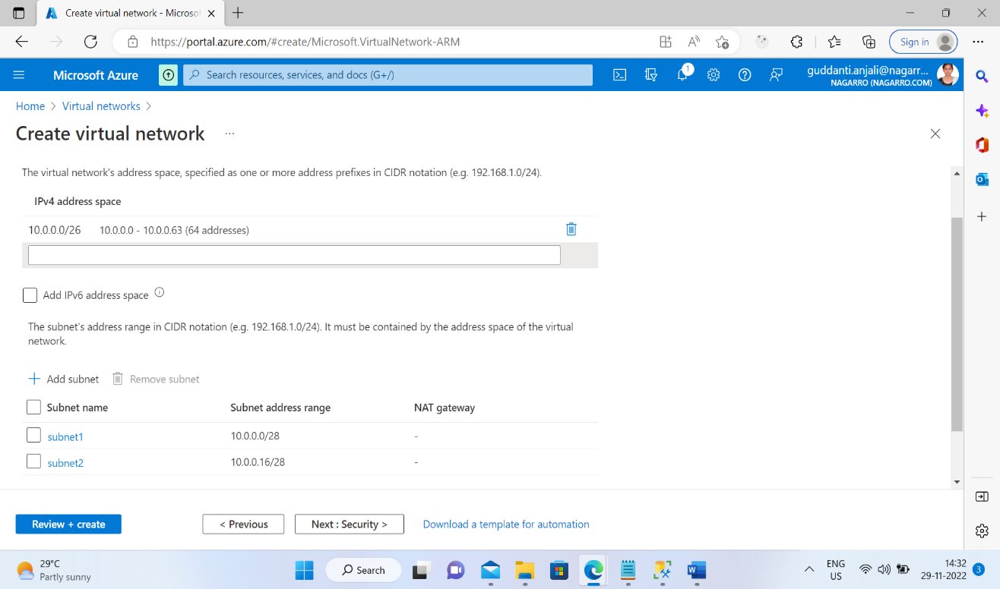 Create virtual network - Microso
https://portal.azure.com/#create/Microsoft.VirtualNetwork-ARM
Sign in
Microsoft Azure
Search resources, services, and docs (G+/)
1
guddanti.anjali@nagarr...
NAGARRO (NAGARRO.COM)
Home > Virtual networks >
Create virtual network ...
The virtual network's address space, specified as one or more address prefixes in CIDR notation (e.g. 192.168.1.0/24).
IPv4 address space
10.0.0.0/26 10.0.0.0 - 10.0.0.63 (64 addresses)
Add IPv6 address space
The subnet's address range in CIDR notation (e.g. 192.168.1.0/24). It must be contained by the address space of the virtual
network.
+ Add subnet Remove subnet
Subnet name Subnet address range NAT gateway
subnet1 10.0.0.0/28 -
subnet2 10.0.0.16/28 -
Review + create < Previous Next : Security > Download a template for automation
29°C
Partly sunny
Search
ENG
US
14:32
29-11-2022
3